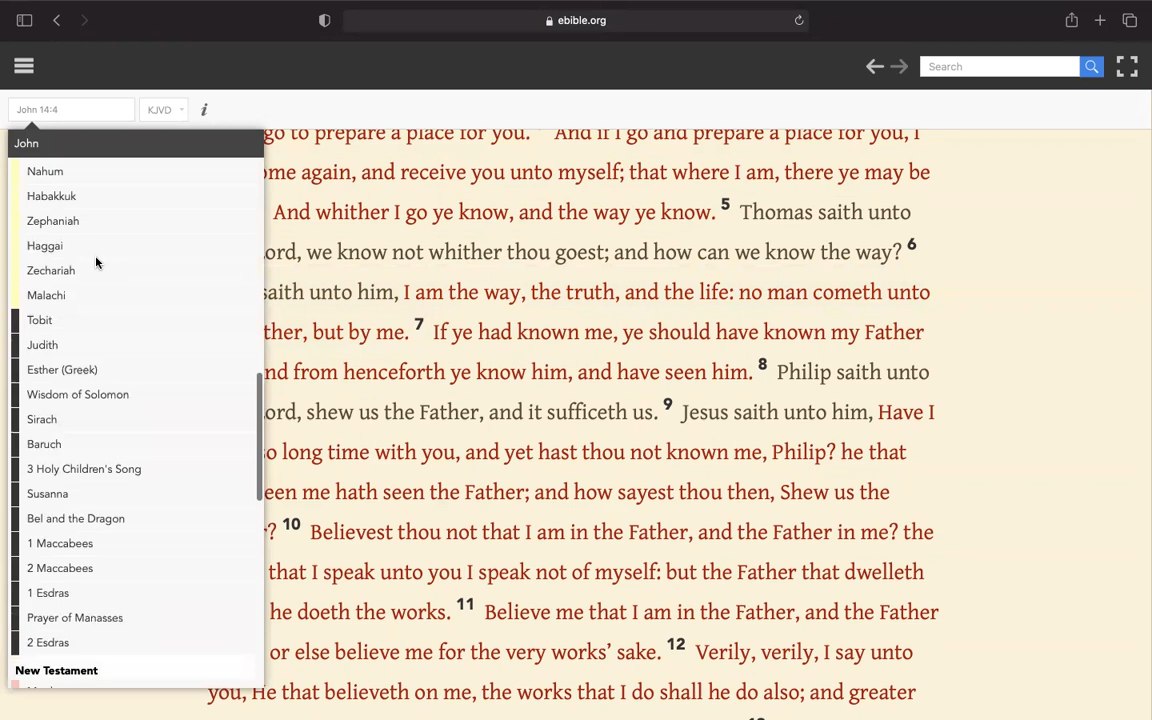 ebible.org
Search
John 14:4
KJVD
i
John
Nahum
Habakkuk
Zephaniah
Haggai
Zechariah
Malachi
Tobit
Judith
Esther (Greek)
Wisdom of Solomon
Sirach
Baruch
3 Holy Children's Song
Susanna
Bel and the Dragon
1 Maccabees
2 Maccabees
1 Esdras
Prayer of Manasses
2 Esdras
New Testament
go to prepare a place for you. And if I go and prepare a place for you, I
ome again, and receive you unto myself; that where I am, there ye may be
And whither I go ye know, and the way ye know. 5 Thomas saith unto
ord, we know not whither thou goest; and how can we know the way? 6
saith unto him, I am the way, the truth, and the life: no man cometh unto
ther, but by me. 7 If ye had known me, ye should have known my Father
nd from henceforth ye know him, and have seen him. 8 Philip saith unto
ord, shew us the Father, and it sufficeth us. 9 Jesus saith unto him, Have I
o long time with you, and yet hast thou not known me, Philip? he that
een me hath seen the Father; and how sayest thou then, Shew us the
r? 10 Believest thou not that I am in the Father, and the Father in me? the
that I speak unto you I speak not of myself: but the Father that dwelleth
he doeth the works. 11 Believe me that I am in the Father, and the Father
or else believe me for the very works’ sake. 12 Verily, verily, I say unto
you, He that believeth on me, the works that I do shall he do also; and greater